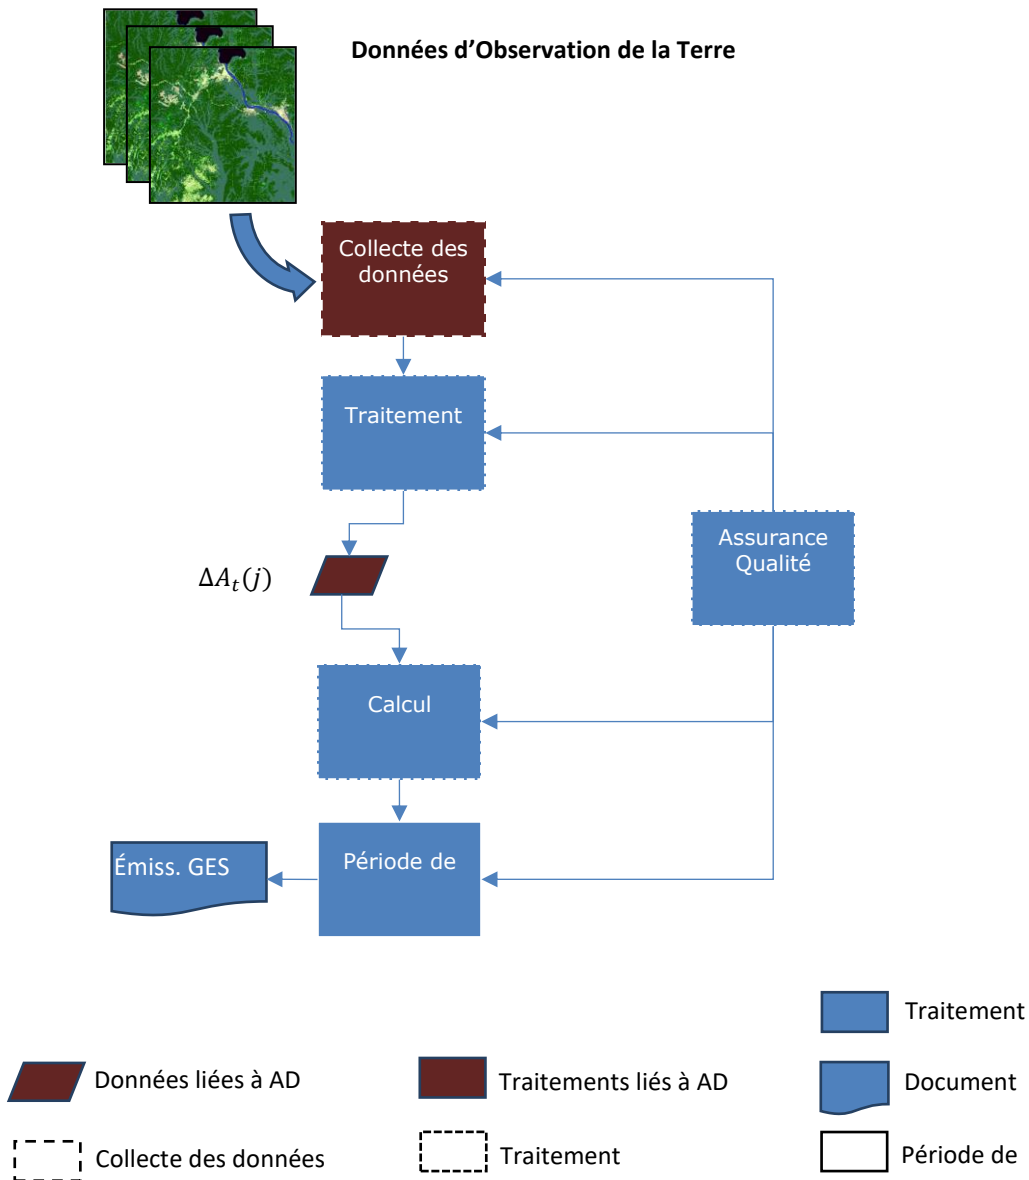 Données d’Observation de la Terre
Collecte des
données
Traitement
Assurance
Qualité
ΔAₜ(j)
Calcul
Période de
Émiss. GES
Traitement
Données liées à AD
Traitements liés à AD
Document
Collecte des données
Traitement
Période de